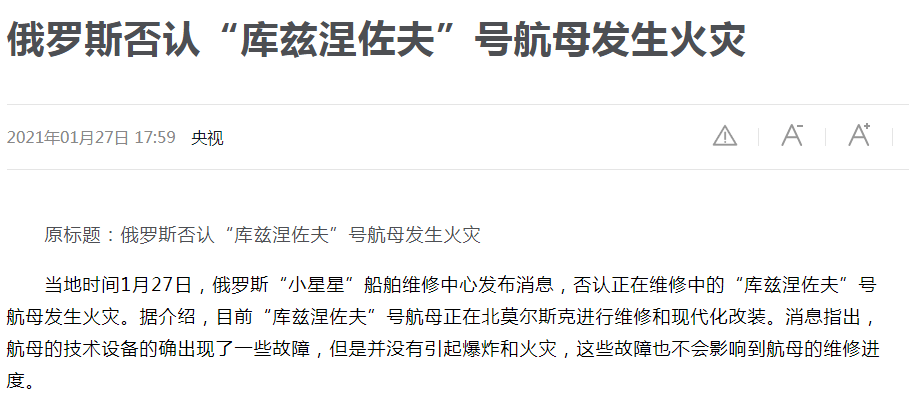 俄罗斯否认“库兹涅佐夫”号航母发生火灾
2021年01月27日 17:59 央视
A- A+
原标题：俄罗斯否认“库兹涅佐夫”号航母发生火灾
当地时间1月27日，俄罗斯“小星星”船舶维修中心发布消息，否认正在维修中的“库兹涅佐夫”号
航母发生火灾。据介绍，目前“库兹涅佐夫”号航母正在北莫尔斯克进行维修和现代化改装。消息指出，
航母的技术设备的确出现了一些故障，但是并没有引起爆炸和火灾，这些故障也不会影响到航母的维修进
度。